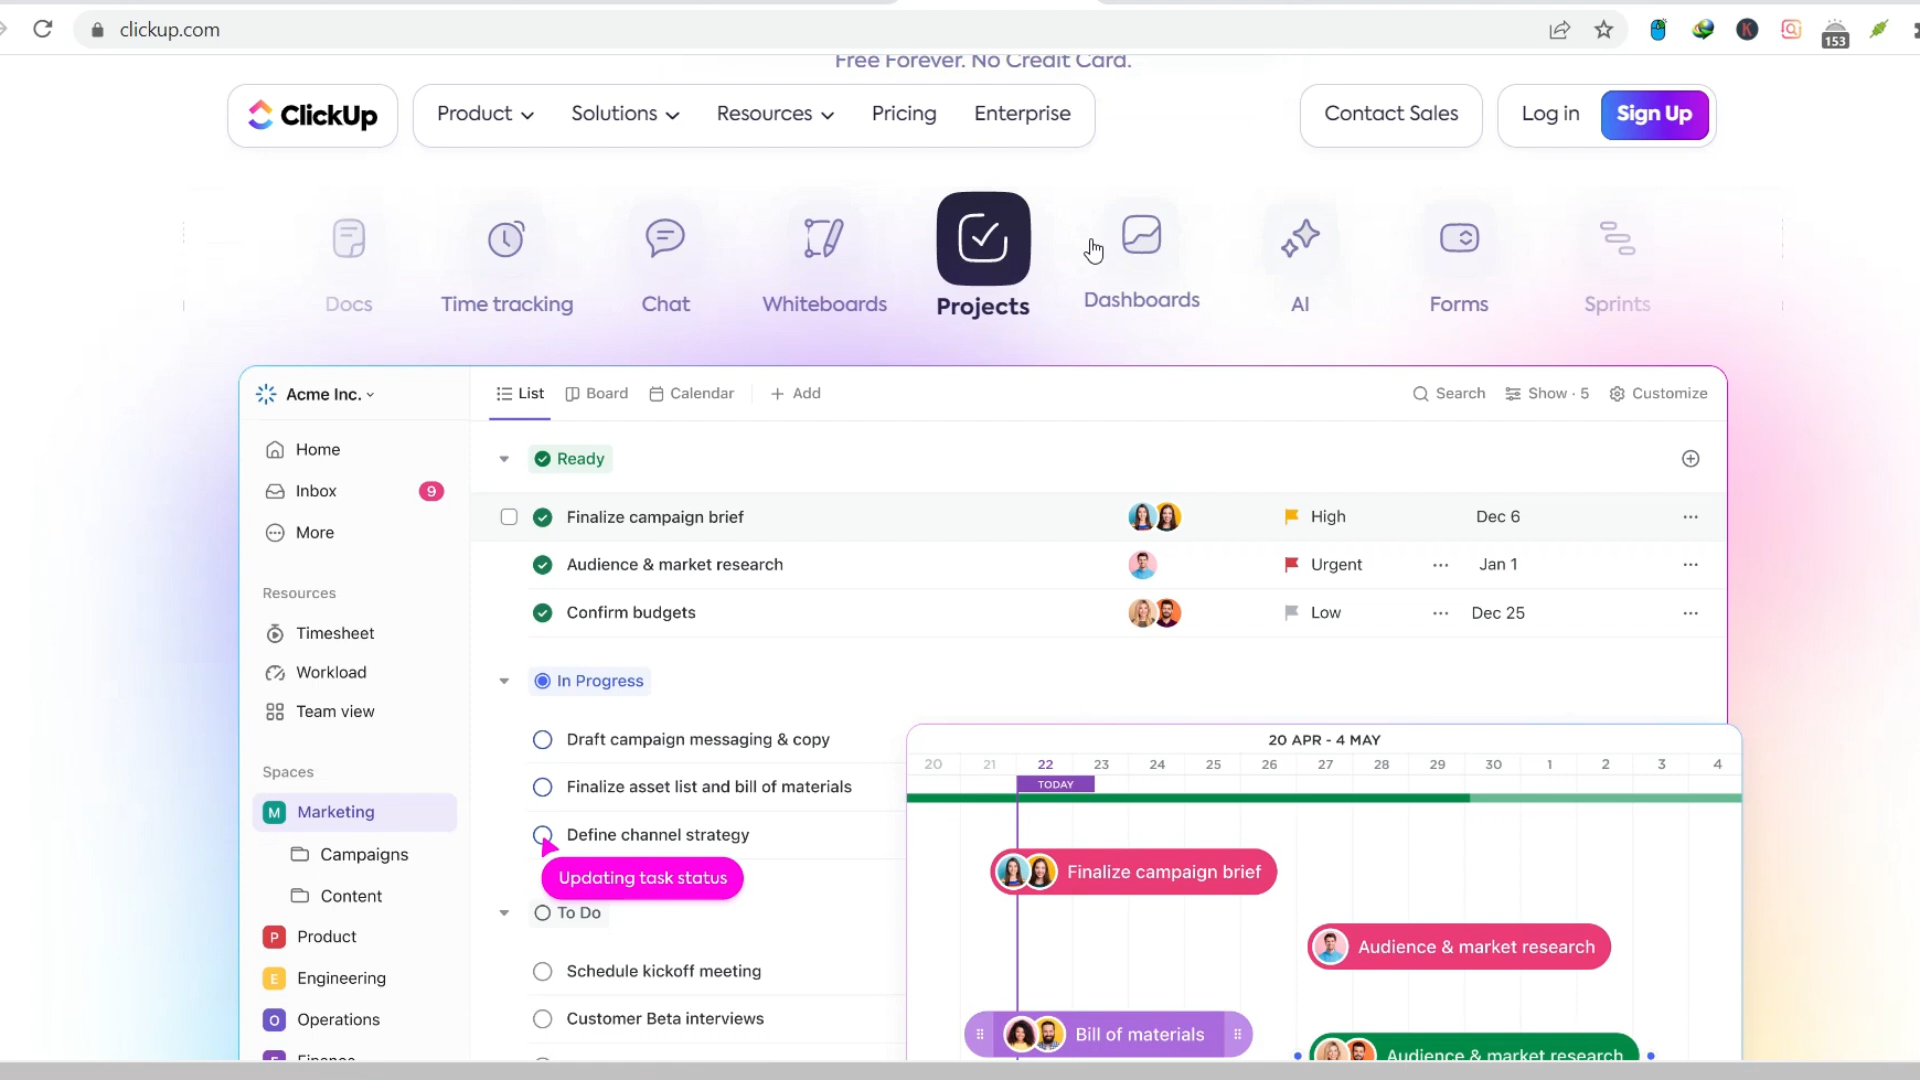 clickup.com
153
Free Forever. No Credit Card.
ClickUp
Product
Solutions
Resources
Pricing
Enterprise
Contact Sales
Log in
Sign Up
Docs
Time tracking
Chat
Whiteboards
Projects
Dashboards
AI
Forms
Sprints
Acme Inc.
List
Board
Calendar
+ Add
Search
Show · 5
Customize
Home
Inbox
9
More
Resources
Timesheet
Workload
Team view
Spaces
M Marketing
Campaigns
Content
P Product
E Engineering
O Operations
F Finance
Ready
Finalize campaign brief High Dec 6 ...
Audience & market research Urgent ... Jan 1 ...
Confirm budgets Low ... Dec 25 ...
In Progress
Draft campaign messaging & copy
Finalize asset list and bill of materials
Define channel strategy
Updating task status
To Do
Schedule kickoff meeting
Customer Beta interviews
20 APR - 4 MAY
20 21 22 23 24 25 26 27 28 29 30 1 2 3 4
TODAY
Finalize campaign brief
Audience & market research
Bill of materials
Audience & market research